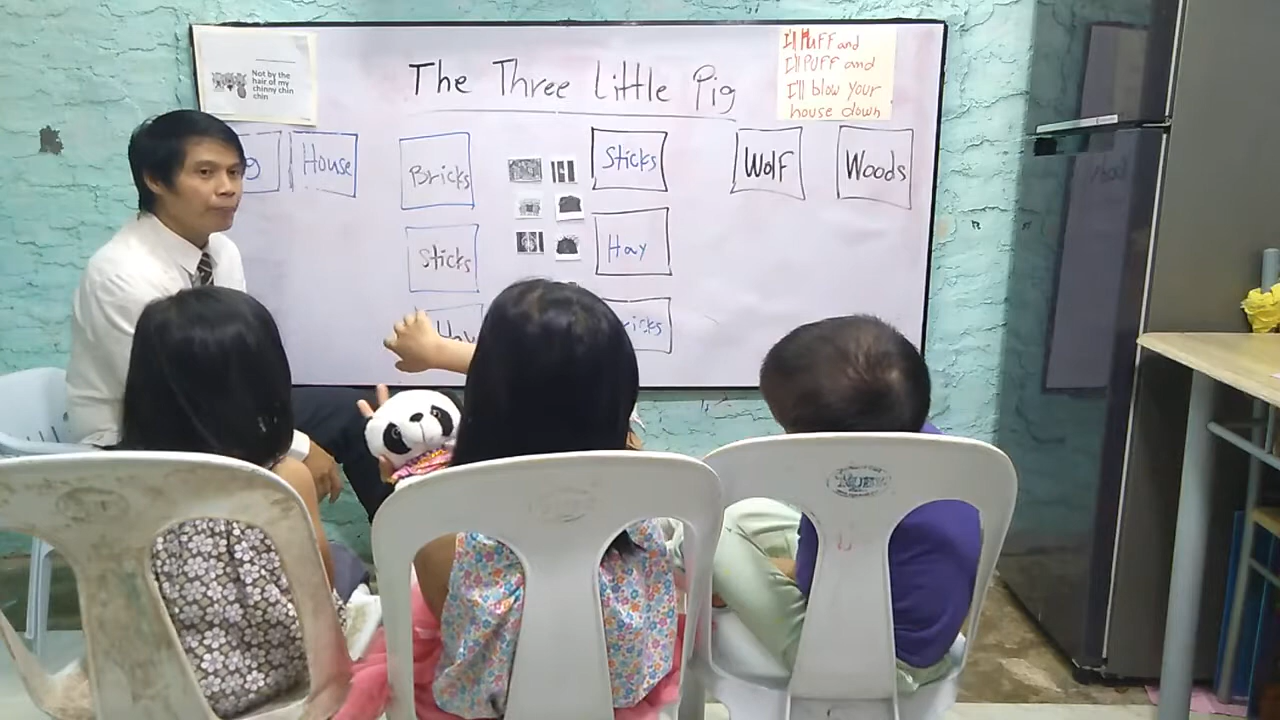 Not by the
hair of my
chinny chin
chin
The Three Little Pig
I'll Huff and
I'll PUFF and
I'll blow your
house down
House
Bricks
Sticks
Sticks
Hay
Wolf
Woods